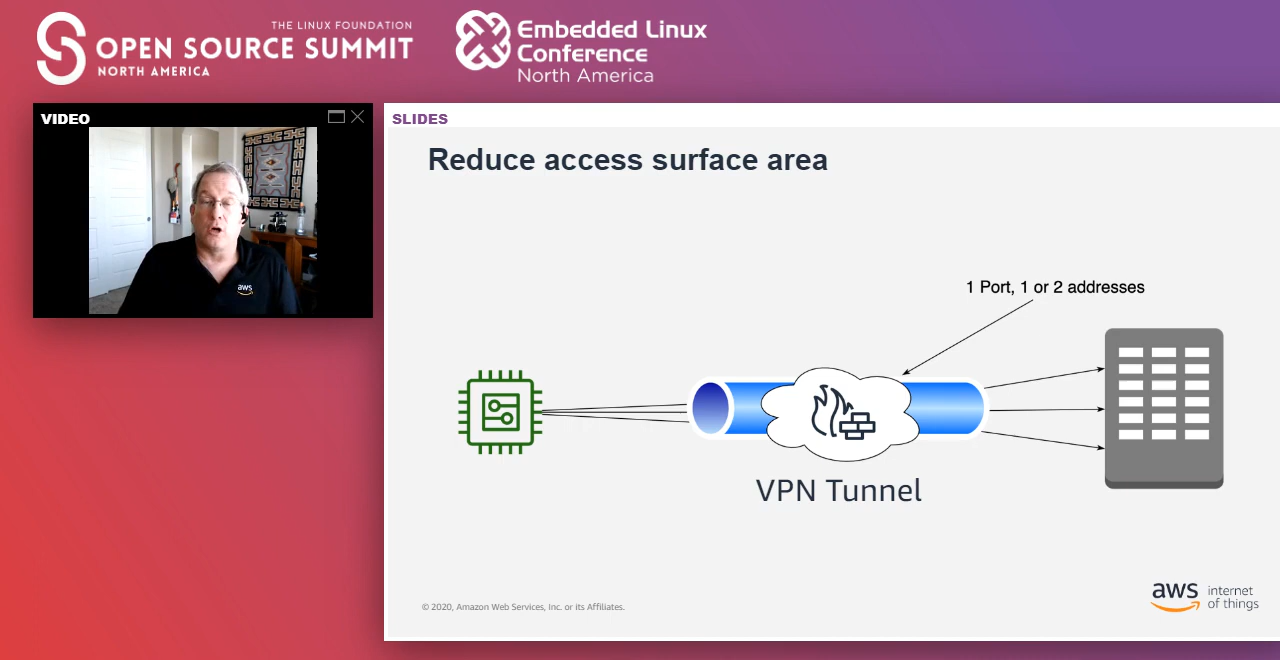 THE LINUX FOUNDATION
OPEN SOURCE SUMMIT
NORTH AMERICA
Embedded Linux
Conference
North America
VIDEO
SLIDES
Reduce access surface area
aws
1 Port, 1 or 2 addresses
VPN Tunnel
© 2020, Amazon Web Services, Inc. or its Affiliates.
aws
internet
of things